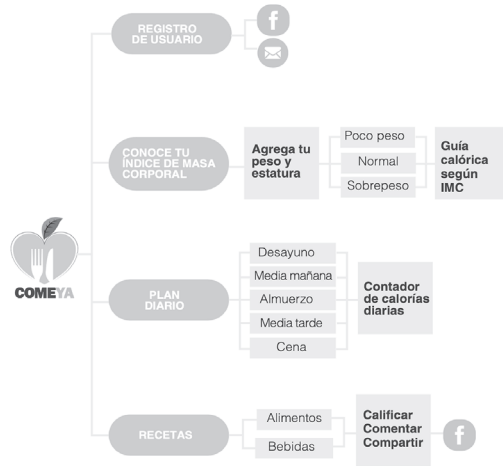 REGISTRO
DE USUARIO
CONOCE TU
ÍNDICE DE MASA
CORPORAL
Agrega tu
peso y
estatura
Poco peso
Normal
Sobrepeso
Guía
calórica
según
IMC
COMEYA
PLAN
DIARIO
Desayuno
Media mañana
Almuerzo
Media tarde
Cena
Contador
de calorías
diarias
RECETAS
Alimentos
Bebidas
Calificar
Comentar
Compartir